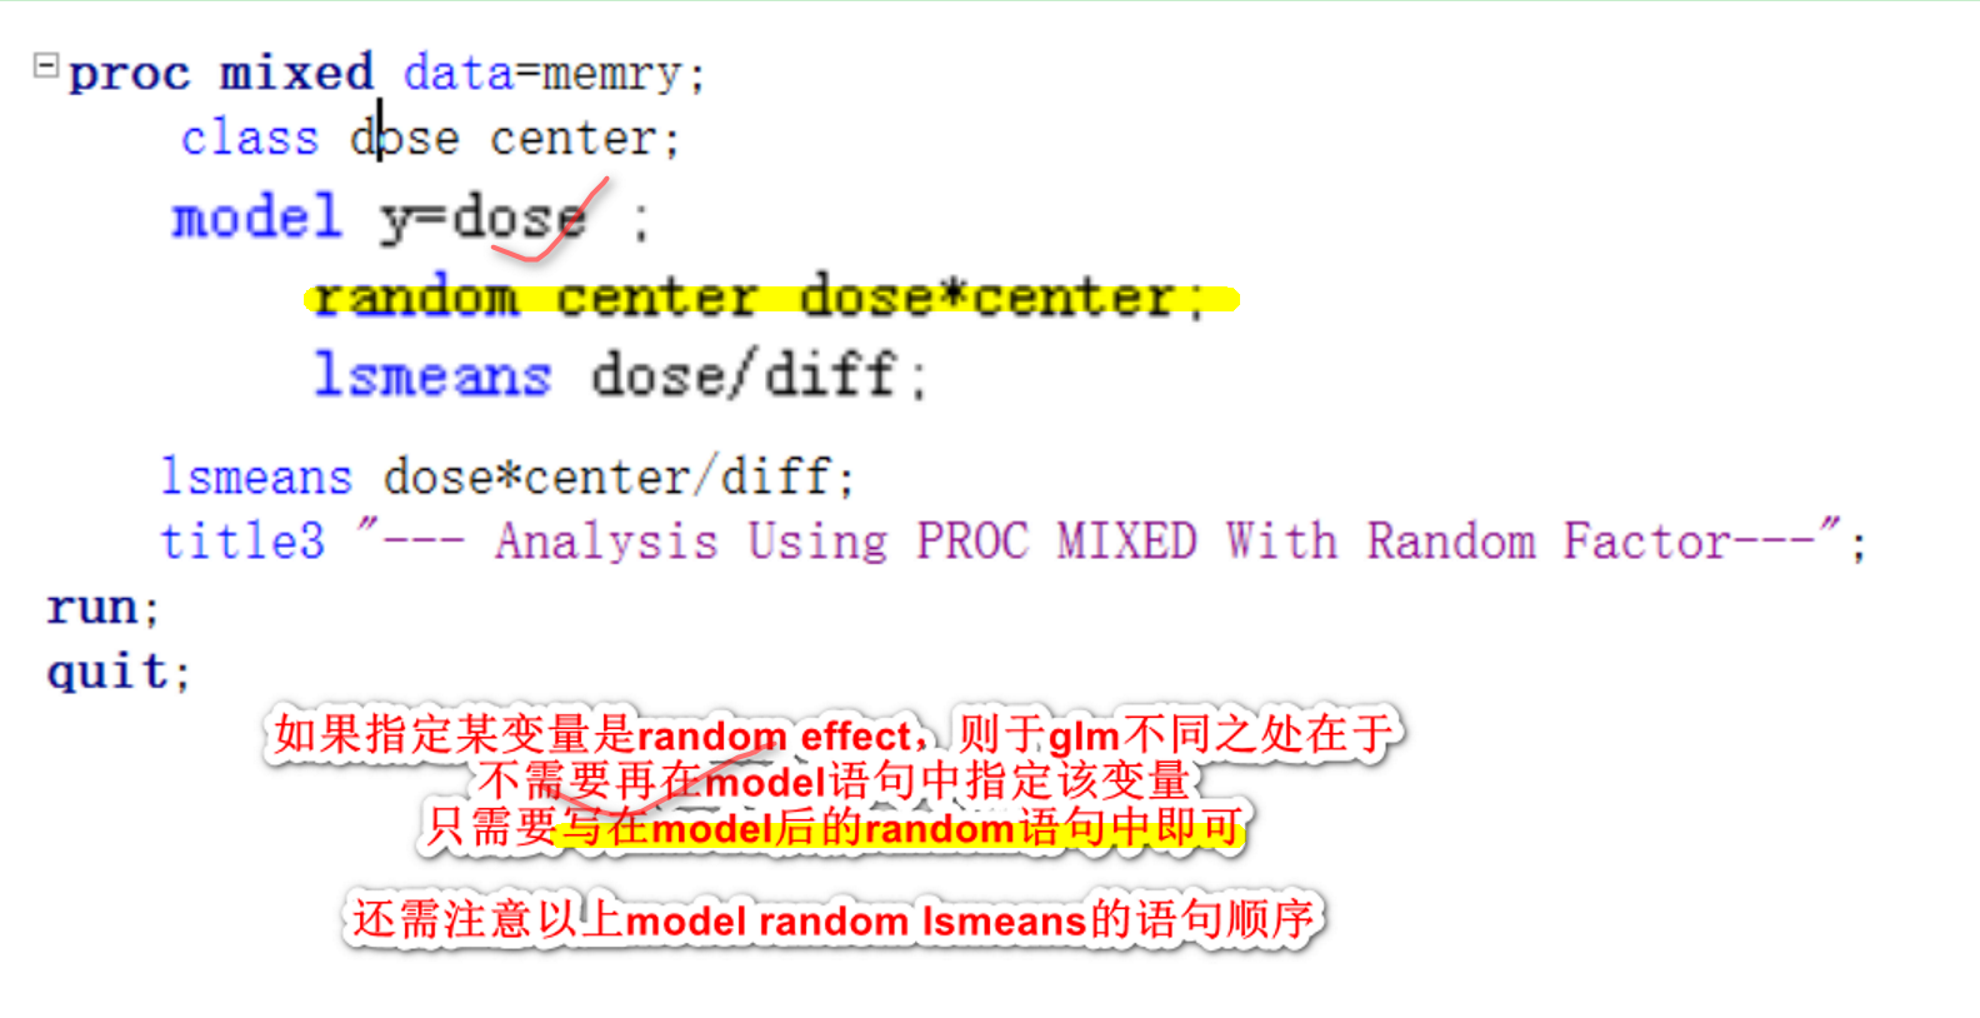 proc mixed data=memry;
class dose center;
model y=dose ;
random center dose*center;
lsmeans dose/diff;
lsmeans dose*center/diff;
title3 "--- Analysis Using PROC MIXED With Random Factor---";
run;
quit;
如果指定某变量是random effect，则于glm不同之处在于
不需要再在model语句中指定该变量
只需要写在model后的random语句中即可
还需注意以上model random lsmeans的语句顺序